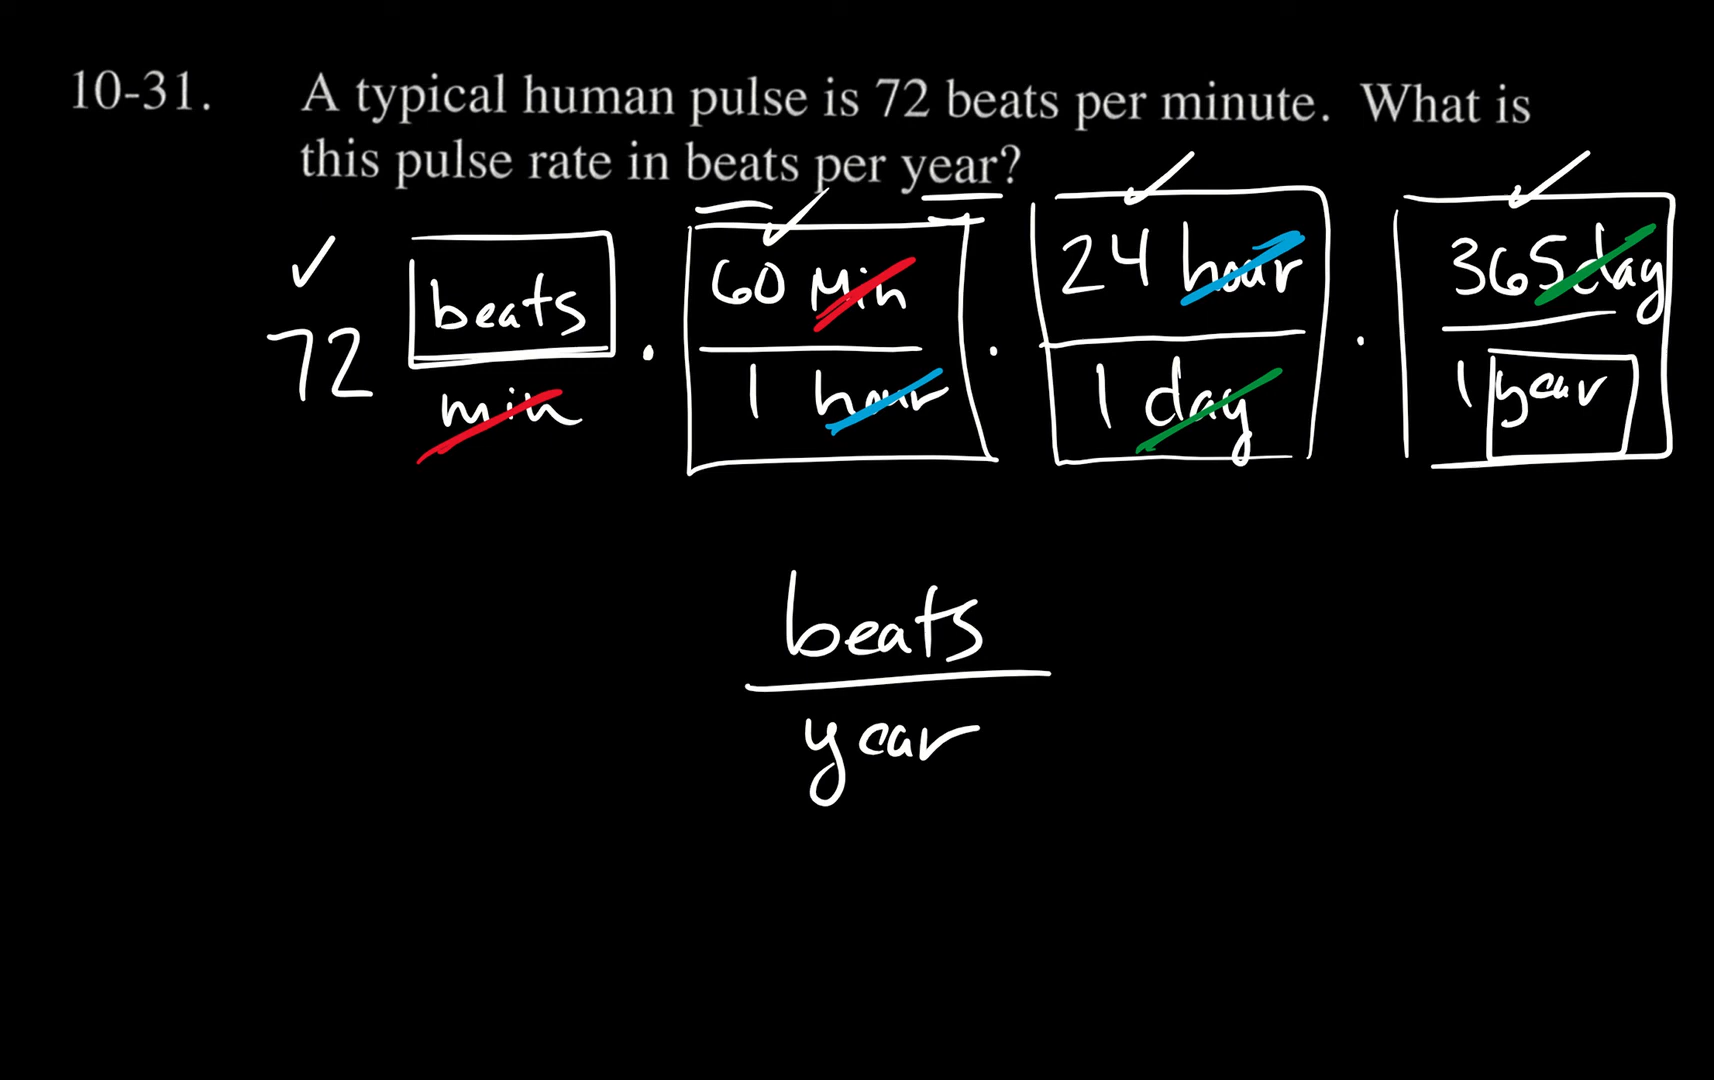 10-31. A typical human pulse is 72 beats per minute. What is
this pulse rate in beats per year?
72 beats/min · 60 Min/1 hour · 24 hour/1 day · 365 day/1 year
beats
year